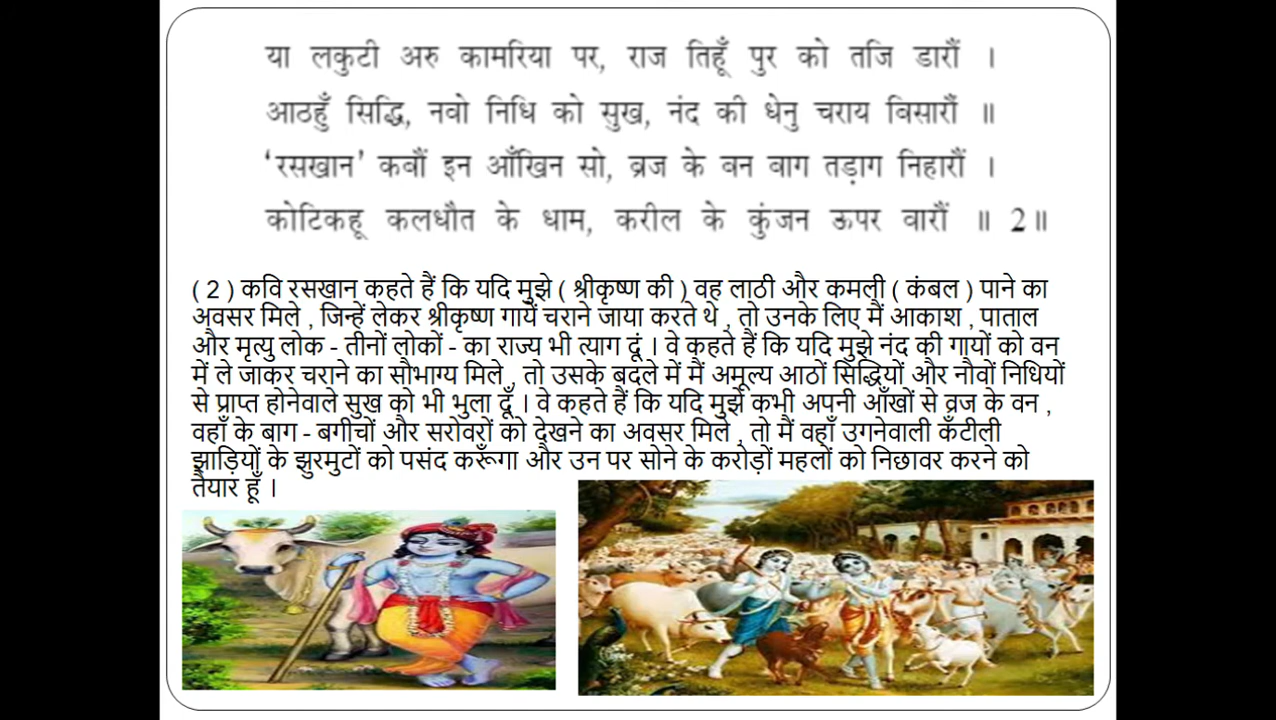 या लकुटी अरु कामरिया पर, राज तिहूँ पुर को तजि डारौं ।
आठहुँ सिद्धि, नवो निधि को सुख, नंद की धेनु चराय बिसारौं ॥
‘रसखान’ कबौं इन आँखिन सो, ब्रज के बन बाग तड़ाग निहारौं ।
कोटिकहू कलधौत के धाम, करील के कुंजन ऊपर वारौं ॥ 2॥
( 2 ) कवि रसखान कहते हैं कि यदि मुझे ( श्रीकृष्ण की ) वह लाठी और कमली ( कंबल ) पाने का
अवसर मिले , जिन्हें लेकर श्रीकृष्ण गायें चराने जाया करते थे , तो उनके लिए मैं आकाश , पाताल
और मृत्यु लोक - तीनों लोकों - का राज्य भी त्याग दूं । वे कहते हैं कि यदि मुझे नंद की गायों को वन
में ले जाकर चराने का सौभाग्य मिले , तो उसके बदले में मैं अमूल्य आठों सिद्धियों और नौवों निधियों
से प्राप्त होनेवाले सुख को भी भुला दूँ । वे कहते हैं कि यदि मुझे कभी अपनी आँखों से व्रज के वन ,
वहाँ के बाग - बगीचों और सरोवरों को देखने का अवसर मिले , तो मैं वहाँ उगनेवाली कँटीली
झाड़ियों के झुरमुटों को पसंद करूँगा और उन पर सोने के करोड़ों महलों को निछावर करने को
तैयार हूँ ।